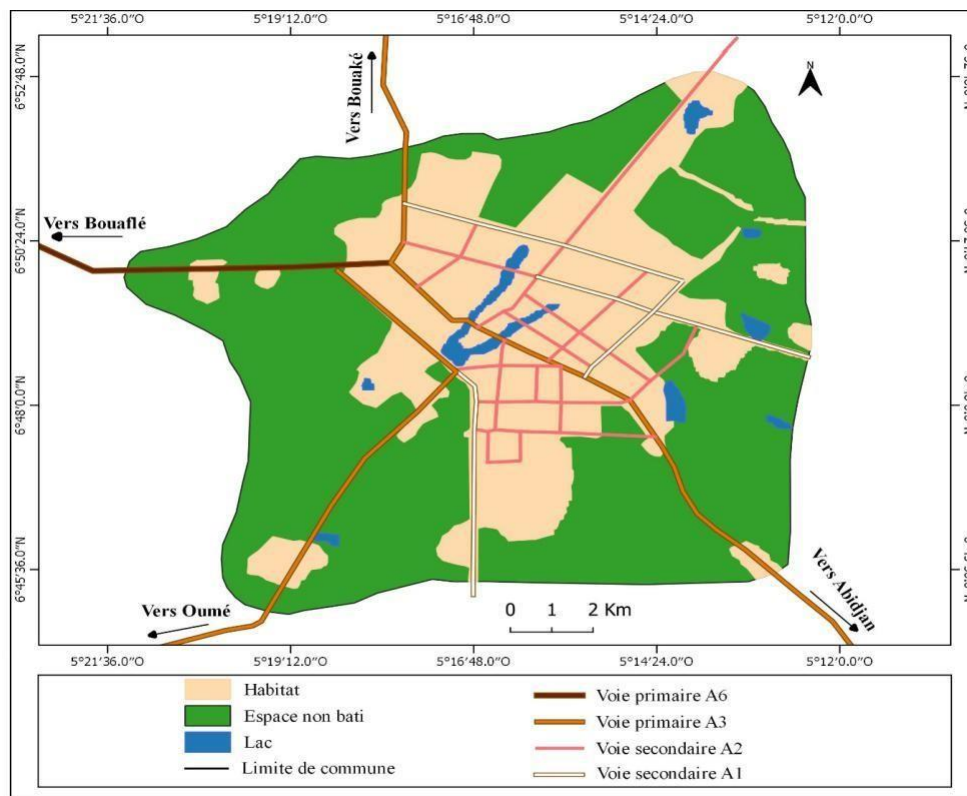 5°21'36.0"O 5°19'12.0"O 5°16'48.0"O 5°14'24.0"O 5°12'0.0"O
6°52'48.0"N
Vers Bouaké
N
Vers Bouaflé
6°50'24.0"N
6°48'0.0"N
6°45'36.0"N
Vers Oumé
0 1 2 Km
Vers Abidjan
5°21'36.0"O 5°19'12.0"O 5°16'48.0"O 5°14'24.0"O 5°12'0.0"O
Habitat
Espace non bati
Lac
Limite de commune
Voie primaire A6
Voie primaire A3
Voie secondaire A2
Voie secondaire A1